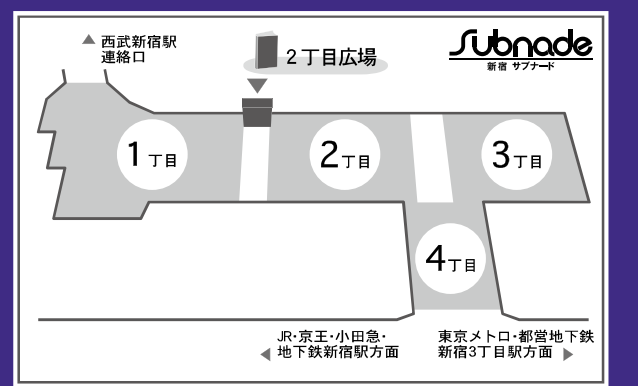 西武新宿駅
連絡口
2丁目広場
Subnade
新宿 サブナード
1丁目
2丁目
3丁目
4丁目
JR・京王・小田急・
地下鉄新宿駅方面
東京メトロ・都営地下鉄
新宿3丁目駅方面